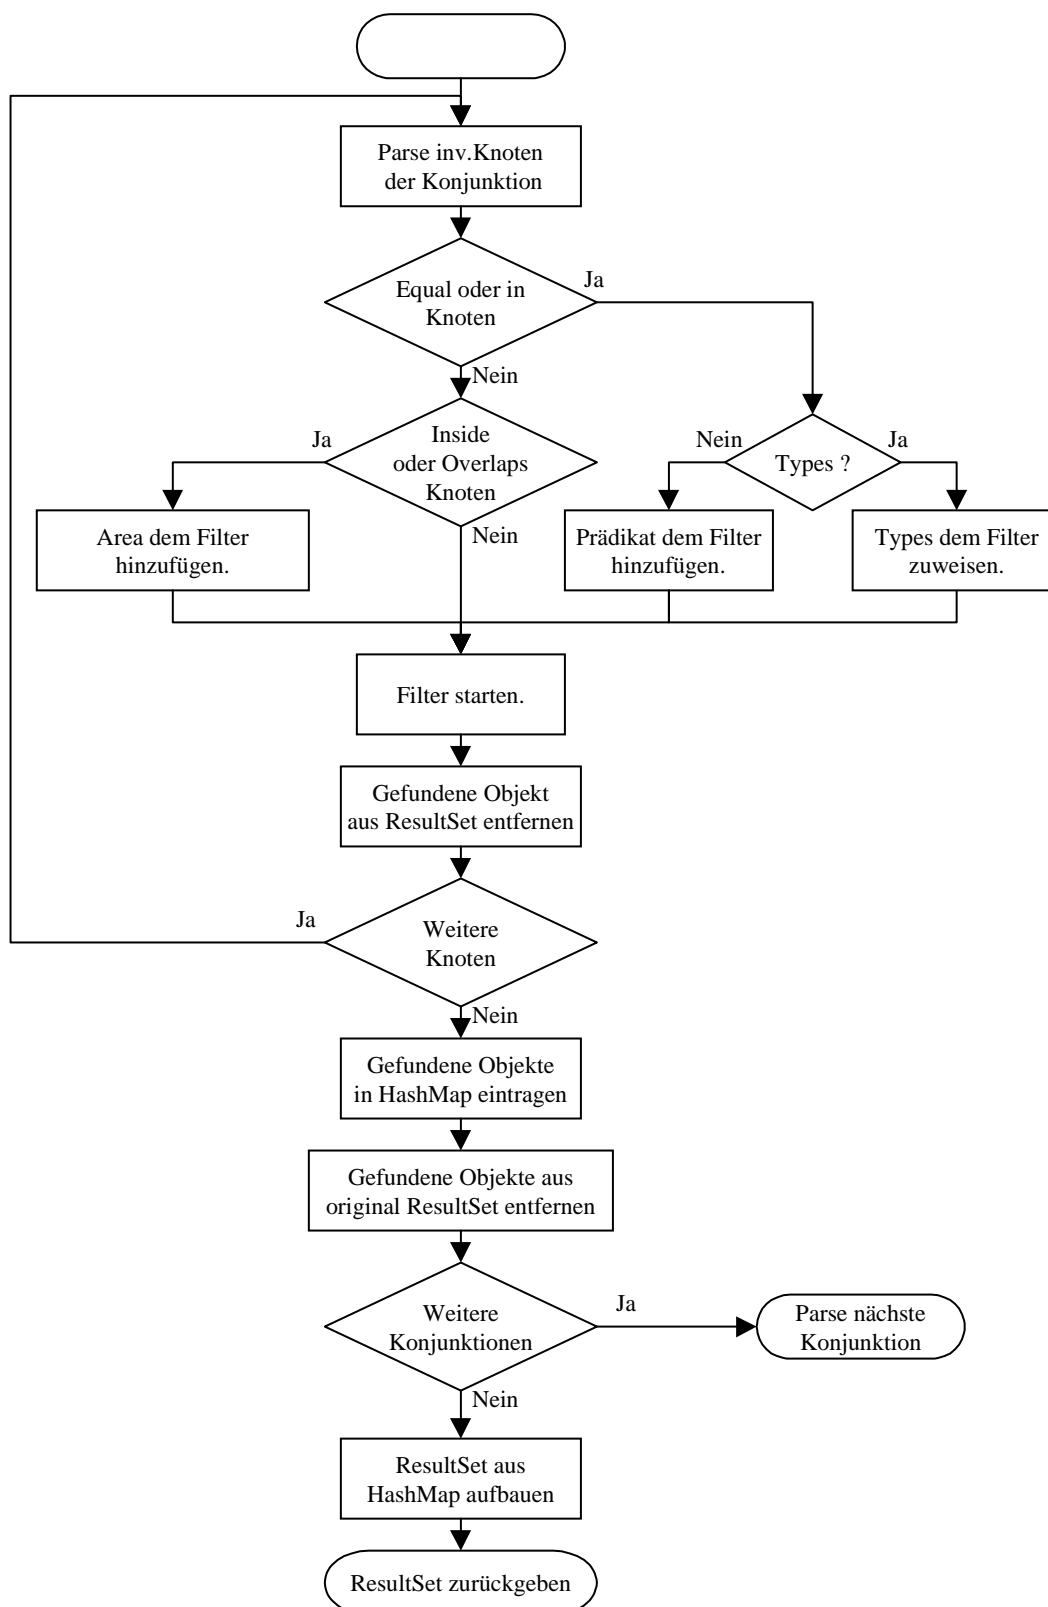 Parse inv.Knoten
der Konjunktion
Equal oder in
Knoten
Ja
Nein
Inside
oder Overlaps
Knoten
Ja
Nein
Types ?
Nein
Ja
Area dem Filter
hinzufügen.
Prädikat dem Filter
hinzufügen.
Types dem Filter
zuweisen.
Filter starten.
Gefundene Objekt
aus ResultSet entfernen
Weitere
Knoten
Ja
Nein
Gefundene Objekte
in HashMap eintragen
Gefundene Objekte aus
original ResultSet entfernen
Weitere
Konjunktionen
Ja
Parse nächste
Konjunktion
Nein
ResultSet aus
HashMap aufbauen
ResultSet zurückgeben